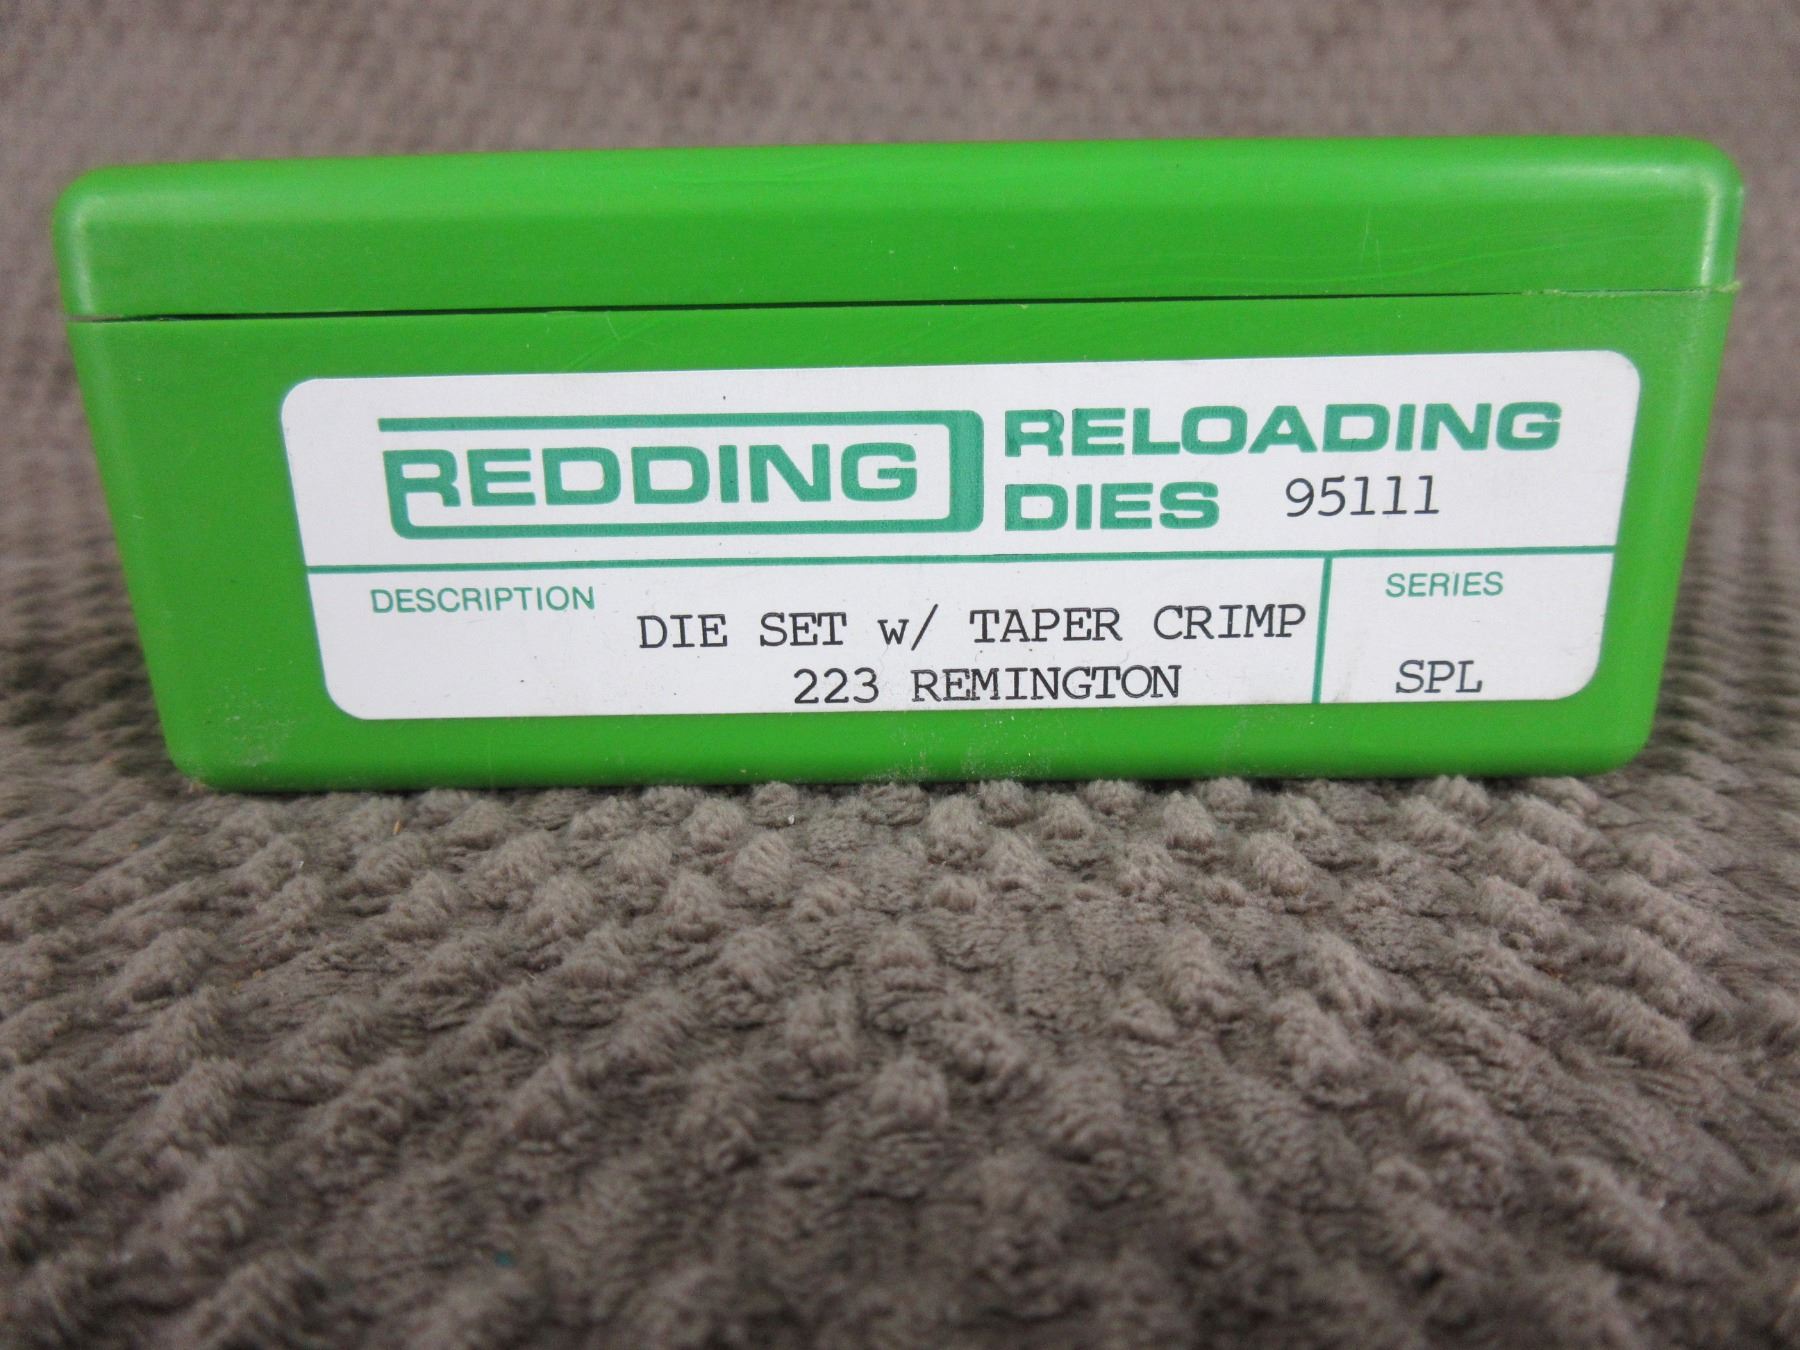 REDDING RELOADING
DIES 95111
DESCRIPTION
DIE SET w/ TAPER CRIMP
223 REMINGTON
SERIES
SPL